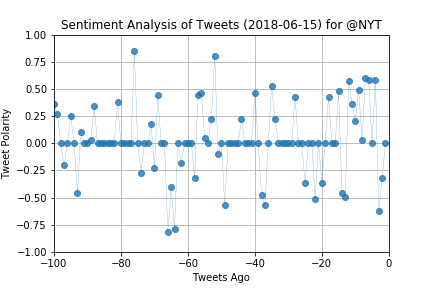 Sentiment Analysis of Tweets (2018-06-15) for @NYT
1.00
0.75
0.50
0.25
0.00
−0.25
−0.50
−0.75
−1.00
Tweet Polarity
−100 −80 −60 −40 −20 0
Tweets Ago